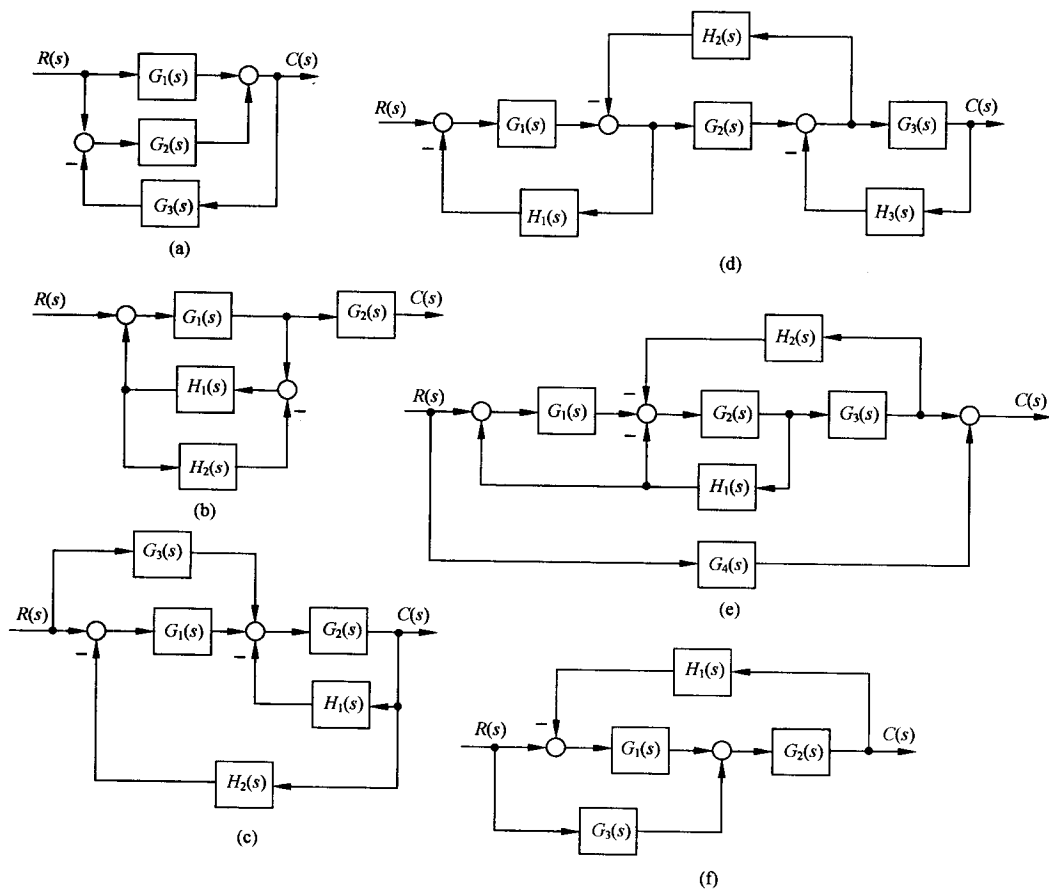 R(s) G₁(s) C(s)
G₂(s)
−
G₃(s)
(a)
H₂(s)
−
R(s) G₁(s) G₂(s) G₃(s) C(s)
− −
H₁(s) H₃(s)
(d)
R(s) G₁(s) G₂(s) C(s)
H₁(s)
−
H₂(s)
(b)
H₂(s)
−
R(s) G₁(s) G₂(s) G₃(s) C(s)
−
H₁(s)
G₄(s)
(e)
G₃(s)
R(s) G₁(s) G₂(s) C(s)
− −
H₁(s)
H₂(s)
(c)
H₁(s)
−
R(s) G₁(s) G₂(s) C(s)
G₃(s)
(f)